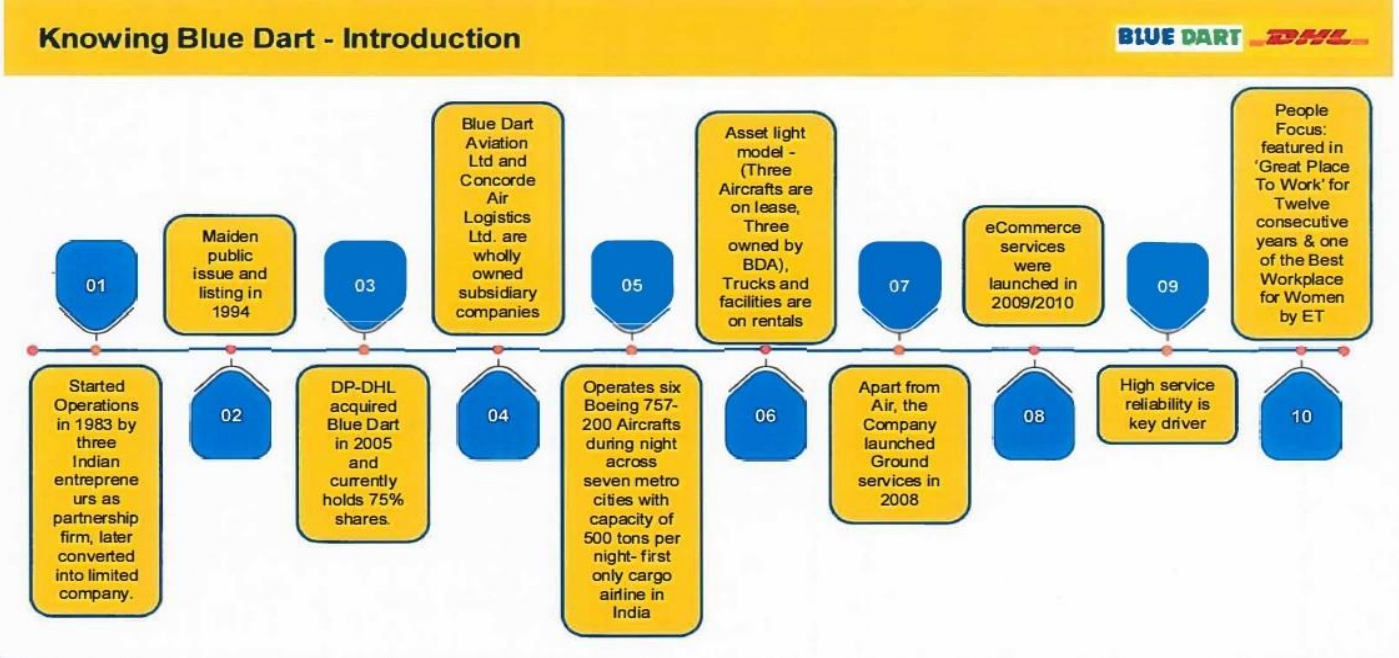 Knowing Blue Dart - Introduction
BLUE DART
DHL
01
Started
Operations
in 1983 by
three
Indian
entreprene
urs as
partnership
firm, later
converted
into limited
company.
Maiden
public
issue and
listing in
1994
02
03
DP-DHL
acquired
Blue Dart
in 2005
and
currently
holds 75%
shares.
Blue Dart
Aviation
Ltd and
Concorde
Air
Logistics
Ltd. are
wholly
owned
subsidiary
companies
04
05
Operates six
Boeing 757-
200 Aircrafts
during night
across
seven metro
cities with
capacity of
500 tons per
night- first
only cargo
airline in
India
Asset light
model -
(Three
Aircrafts are
on lease,
Three
owned by
BDA),
Trucks and
facilities are
on rentals
06
07
Apart from
Air, the
Company
launched
Ground
services in
2008
eCommerce
services
were
launched in
2009/2010
08
09
High service
reliability is
key driver
People
Focus:
featured in
‘Great Place
To Work’ for
Twelve
consecutive
years & one
of the Best
Workplace
for Women
by ET
10